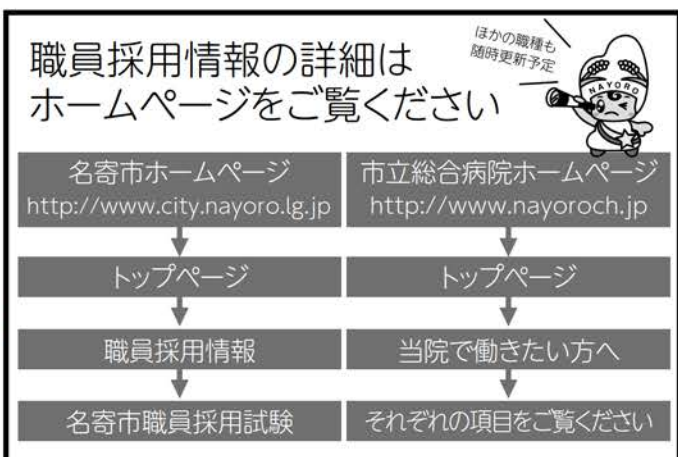 職員採用情報の詳細は
ホームページをご覧ください
ほかの職種も
随時更新予定
NAYORO
名寄市ホームページ
http://www.city.nayoro.lg.jp
トップページ
職員採用情報
名寄市職員採用試験
市立総合病院ホームページ
http://www.nayoroch.jp
トップページ
当院で働きたい方へ
それぞれの項目をご覧ください